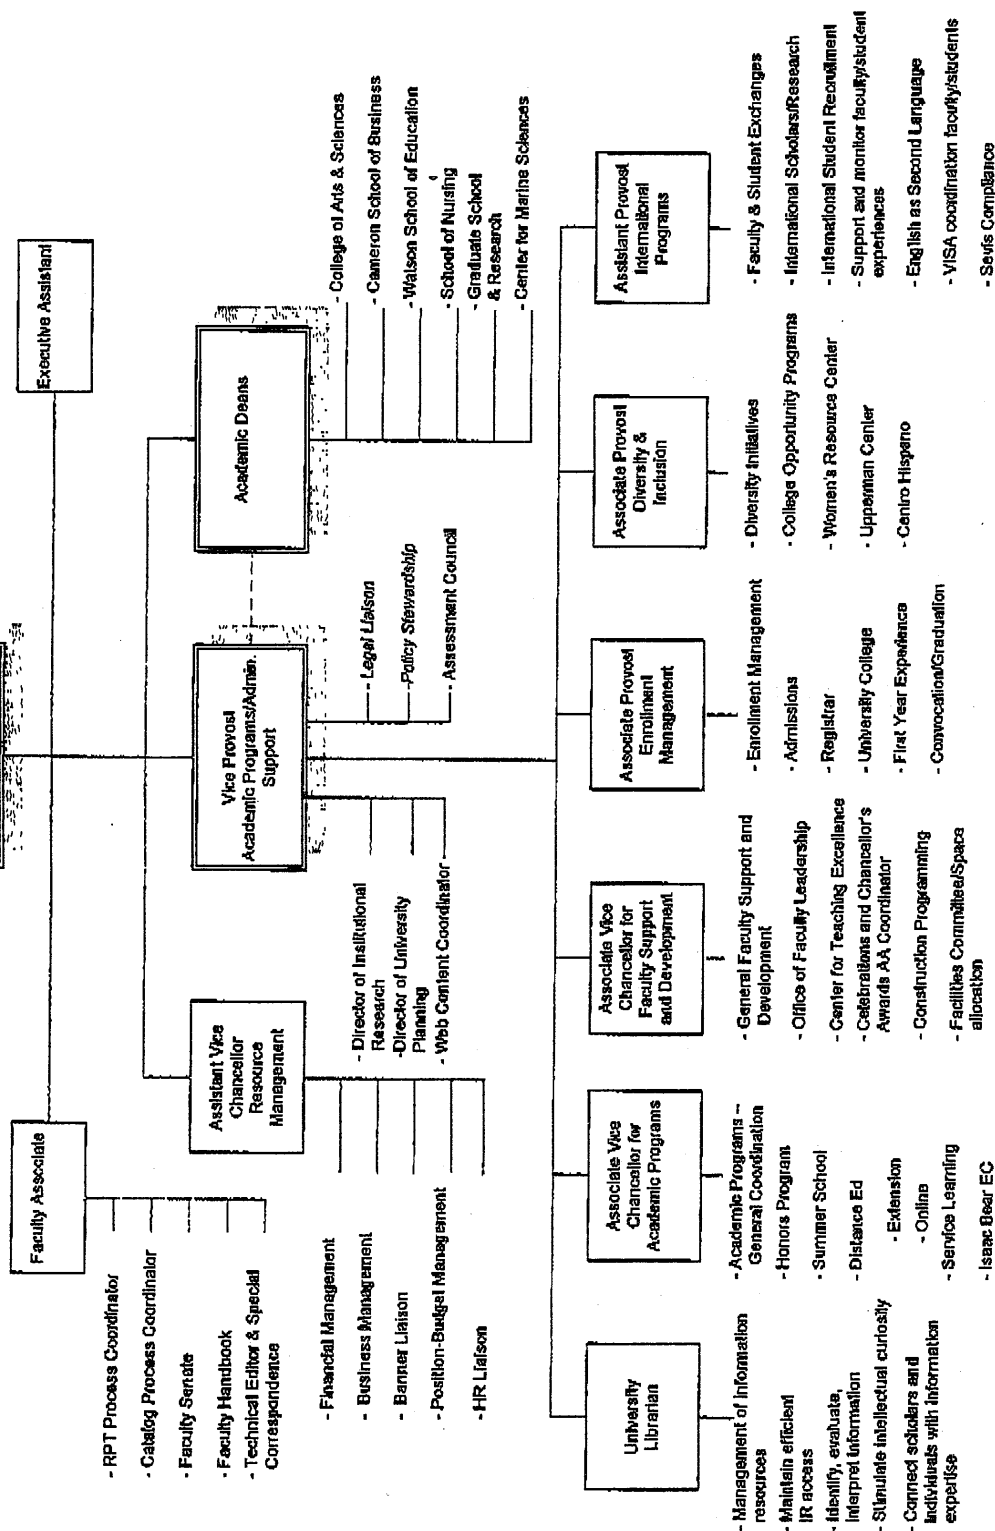 Executive Assistant
Faculty Associate
- RPT Process Coordinator
- Catalog Process Coordinator
- Faculty Senate
- Faculty Handbook
- Technical Editor & Special
Correspondence
Assistant Vice
Chancellor
Resource
Management
- Financial Management
- Business Management
- Banner Liaison
- Position-Budget Management
- HR Liaison
Vice Provost
Academic Programs/Admin.
Support
- Director of Institutional
Research
-Director of University
Planning
- Web Content Coordinator
- Legal Liaison
-Policy Stewardship
- Assessment Council
Academic Deans
- College of Arts & Sciences
- Cameron School of Business
- Watson School of Education
- School of Nursing
- Graduate School
& Research
- Center for Marine Sciences
University
Librarian
- Management of information
resources
- Maintain efficient
IR access
- Identify, evaluate,
interpret information
- Stimulate intellectual curiosity
- Connect scholars and
individuals with information
expertise
Associate Vice
Chancellor for
Academic Programs
- Academic Programs –
General Coordination
- Honors Program
- Summer School
- Distance Ed
- Extension
- Online
- Service Learning
- Isaac Bear EC
Associate Vice
Chancellor for
Faculty Support
and Development
- General Faculty Support and
Development
- Office of Faculty Leadership
- Center for Teaching Excellence
- Celebrations and Chancellor's
Awards AA Coordinator
- Construction Programming
- Facilities Committee/Space
allocation
Associate Provost
Enrollment
Management
- Enrollment Management
- Admissions
- Registrar
- University College
- First Year Experience
- Convocation/Graduation
Associate Provost
Diversity &
Inclusion
- Diversity Initiatives
- College Opportunity Programs
- Women's Resource Center
- Upperman Center
- Centro Hispano
Assistant Provost
International
Programs
- Faculty & Student Exchanges
- International Scholars/Research
- International Student Recruitment
- Support and monitor faculty/student
experiences
- English as Second Language
- VISA coordination faculty/students
- Sevis Compliance